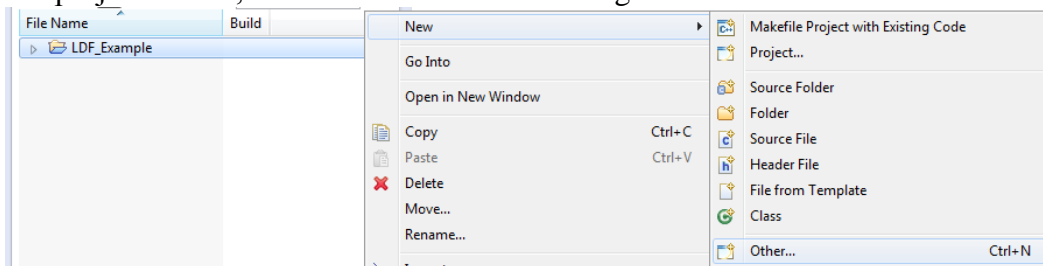 File Name
Build
LDF_Example
New
Go Into
Open in New Window
Copy Ctrl+C
Paste Ctrl+V
Delete
Move...
Rename...
Makefile Project with Existing Code
Project...
Source Folder
Folder
Source File
Header File
File from Template
Class
Other... Ctrl+N